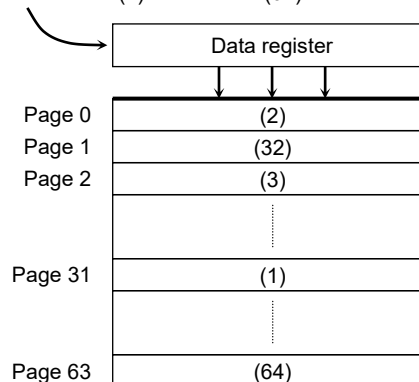 Data register
Page 0 (2)
Page 1 (32)
Page 2 (3)
Page 31 (1)
Page 63 (64)